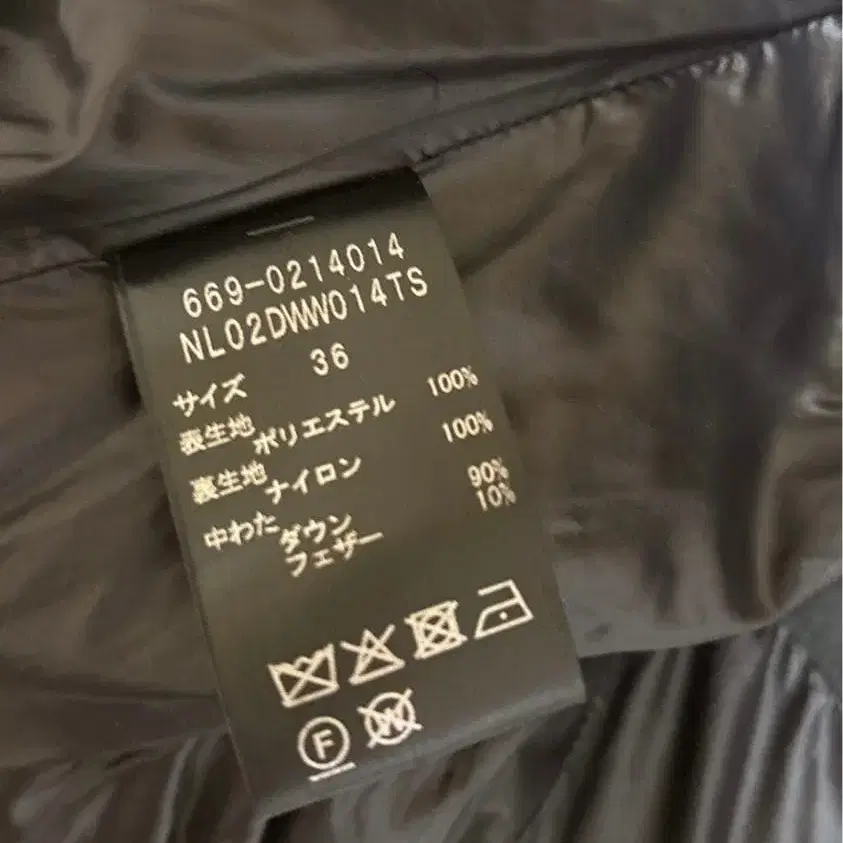 669-0214014
NL02DWW014TS
サイズ 36
表生地 ポリエステル 100%
裏生地 ナイロン 100%
中わた ダウン 90%
フェザー 10%
F W